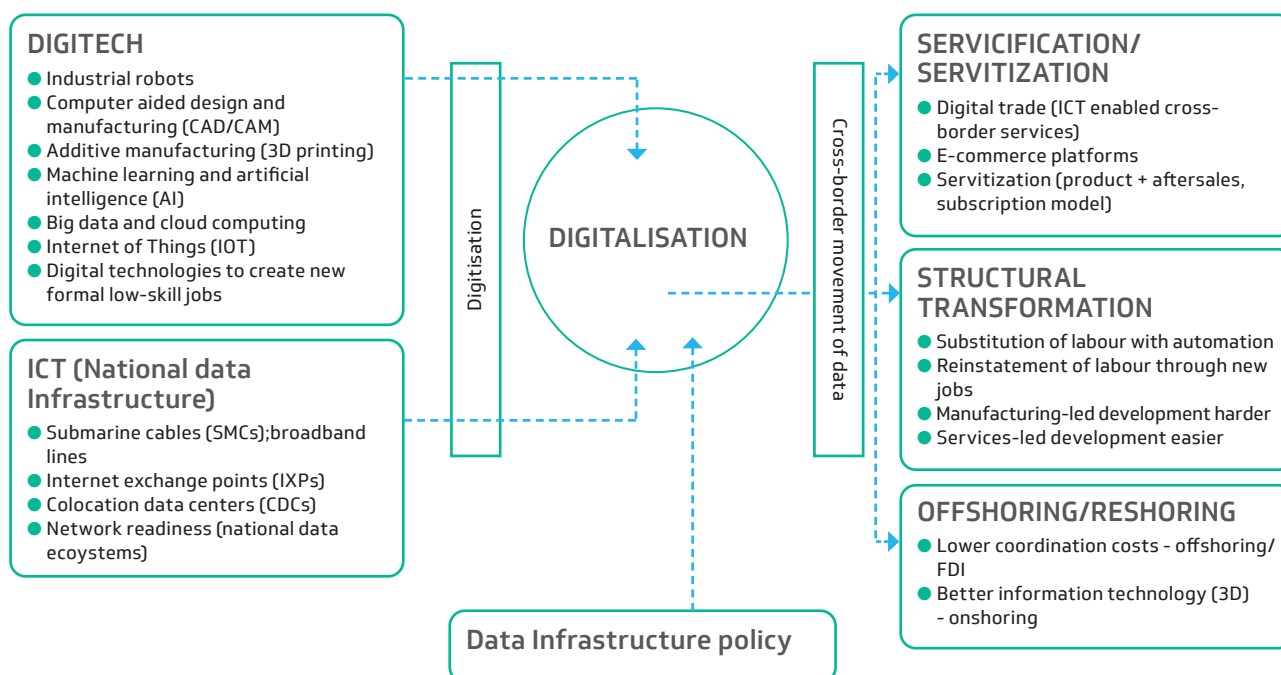 DIGITECH
Industrial robots
Computer aided design and
manufacturing (CAD/CAM)
Additive manufacturing (3D printing)
Machine learning and artificial
intelligence (AI)
Big data and cloud computing
Internet of Things (IOT)
Digital technologies to create new
formal low-skill jobs
ICT (National data
Infrastructure)
Submarine cables (SMCs);broadband
lines
Internet exchange points (IXPs)
Colocation data centers (CDCs)
Network readiness (national data
ecoystems)
Digitisation
DIGITALISATION
Data Infrastructure policy
Cross-border movement of data
SERVICIFICATION/
SERVITIZATION
Digital trade (ICT enabled cross-
border services)
E-commerce platforms
Servitization (product + aftersales,
subscription model)
STRUCTURAL
TRANSFORMATION
Substitution of labour with automation
Reinstatement of labour through new
jobs
Manufacturing-led development harder
Services-led development easier
OFFSHORING/RESHORING
Lower coordination costs - offshoring/
FDI
Better information technology (3D)
- onshoring